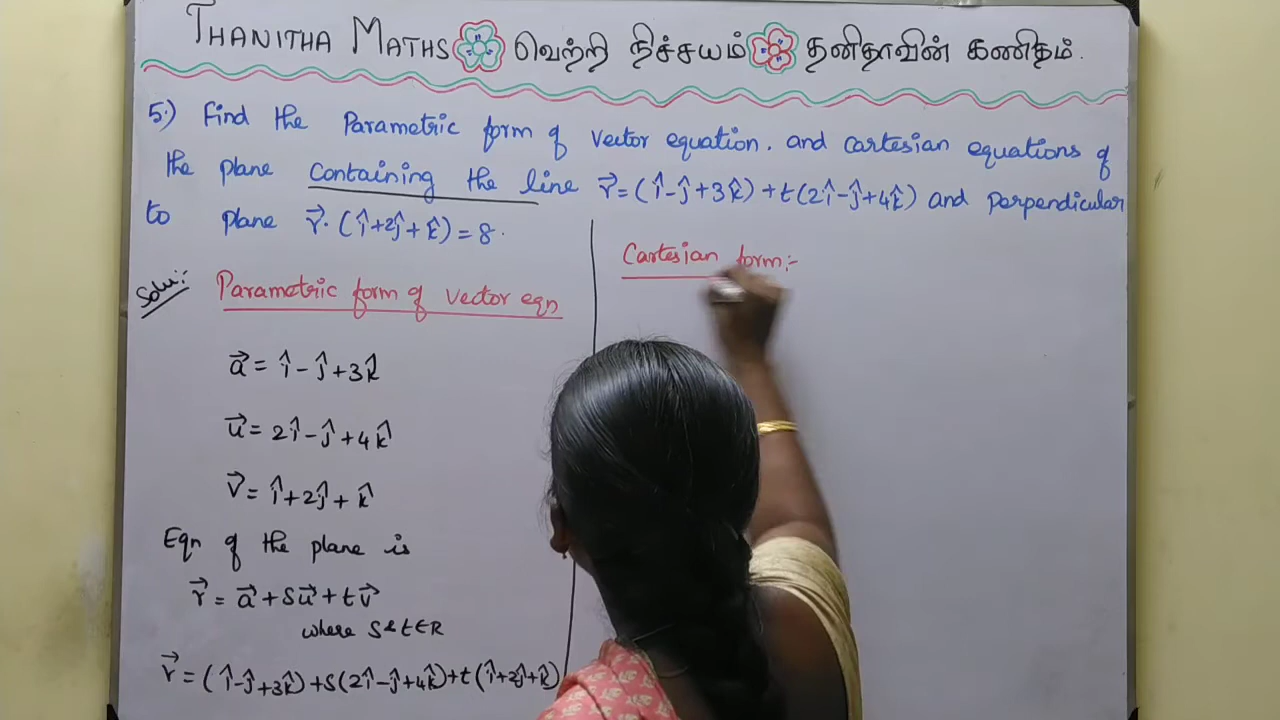 THANITHA MATHS வெற்றி நிச்சயம் தனிதாவின் கணிதம்.
5.) Find the Parametric form of vector equation. and cartesian equations of
the plane containing the line r⃗=(î-ĵ+3k̂)+t(2î-ĵ+4k̂) and perpendicular
to plane r⃗·(î+2ĵ+k̂)=8.
Solu:-
Parametric form of vector eqn
a⃗ = î-ĵ+3k̂
u⃗ = 2î-ĵ+4k̂
v⃗ = î+2ĵ+k̂
Eqn of the plane is
r⃗ = a⃗+su⃗+tv⃗
where s & t∈R
r⃗ = (î-ĵ+3k̂)+s(2î-ĵ+4k̂)+t(î+2ĵ+k̂)
Cartesian form:-